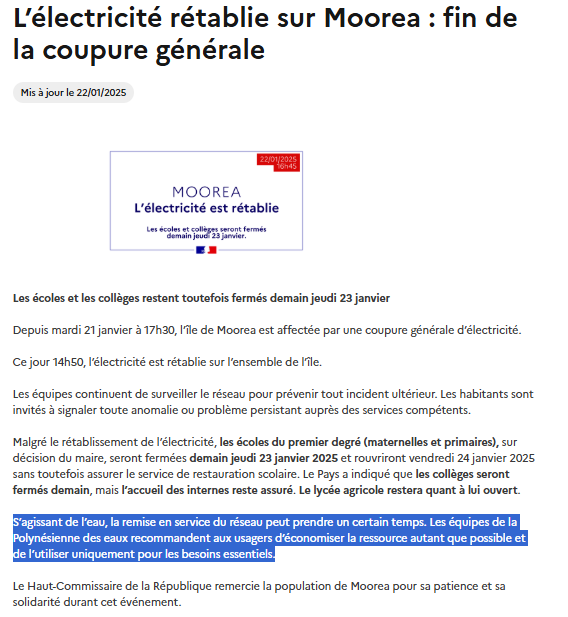 L’électricité rétablie sur Moorea : fin de
la coupure générale
Mis à jour le 22/01/2025
22/01/2025
16h45
MOOREA
L’électricité est rétablie
Les écoles et collèges seront fermés
demain jeudi 23 janvier.
Les écoles et les collèges restent toutefois fermés demain jeudi 23 janvier
Depuis mardi 21 janvier à 17h30, l’île de Moorea est affectée par une coupure générale d’électricité.
Ce jour 14h50, l’électricité est rétablie sur l’ensemble de l’île.
Les équipes continuent de surveiller le réseau pour prévenir tout incident ultérieur. Les habitants sont
invités à signaler toute anomalie ou problème persistant auprès des services compétents.
Malgré le rétablissement de l’électricité, les écoles du premier degré (maternelles et primaires), sur
décision du maire, seront fermées demain jeudi 23 janvier 2025 et rouvriront vendredi 24 janvier 2025
sans toutefois assurer le service de restauration scolaire. Le Pays a indiqué que les collèges seront
fermés demain, mais l’accueil des internes reste assuré. Le lycée agricole restera quant à lui ouvert.
S’agissant de l’eau, la remise en service du réseau peut prendre un certain temps. Les équipes de la
Polynésienne des eaux recommandent aux usagers d’économiser la ressource autant que possible et
de l’utiliser uniquement pour les besoins essentiels.
Le Haut-Commissaire de la République remercie la population de Moorea pour sa patience et sa
solidarité durant cet événement.